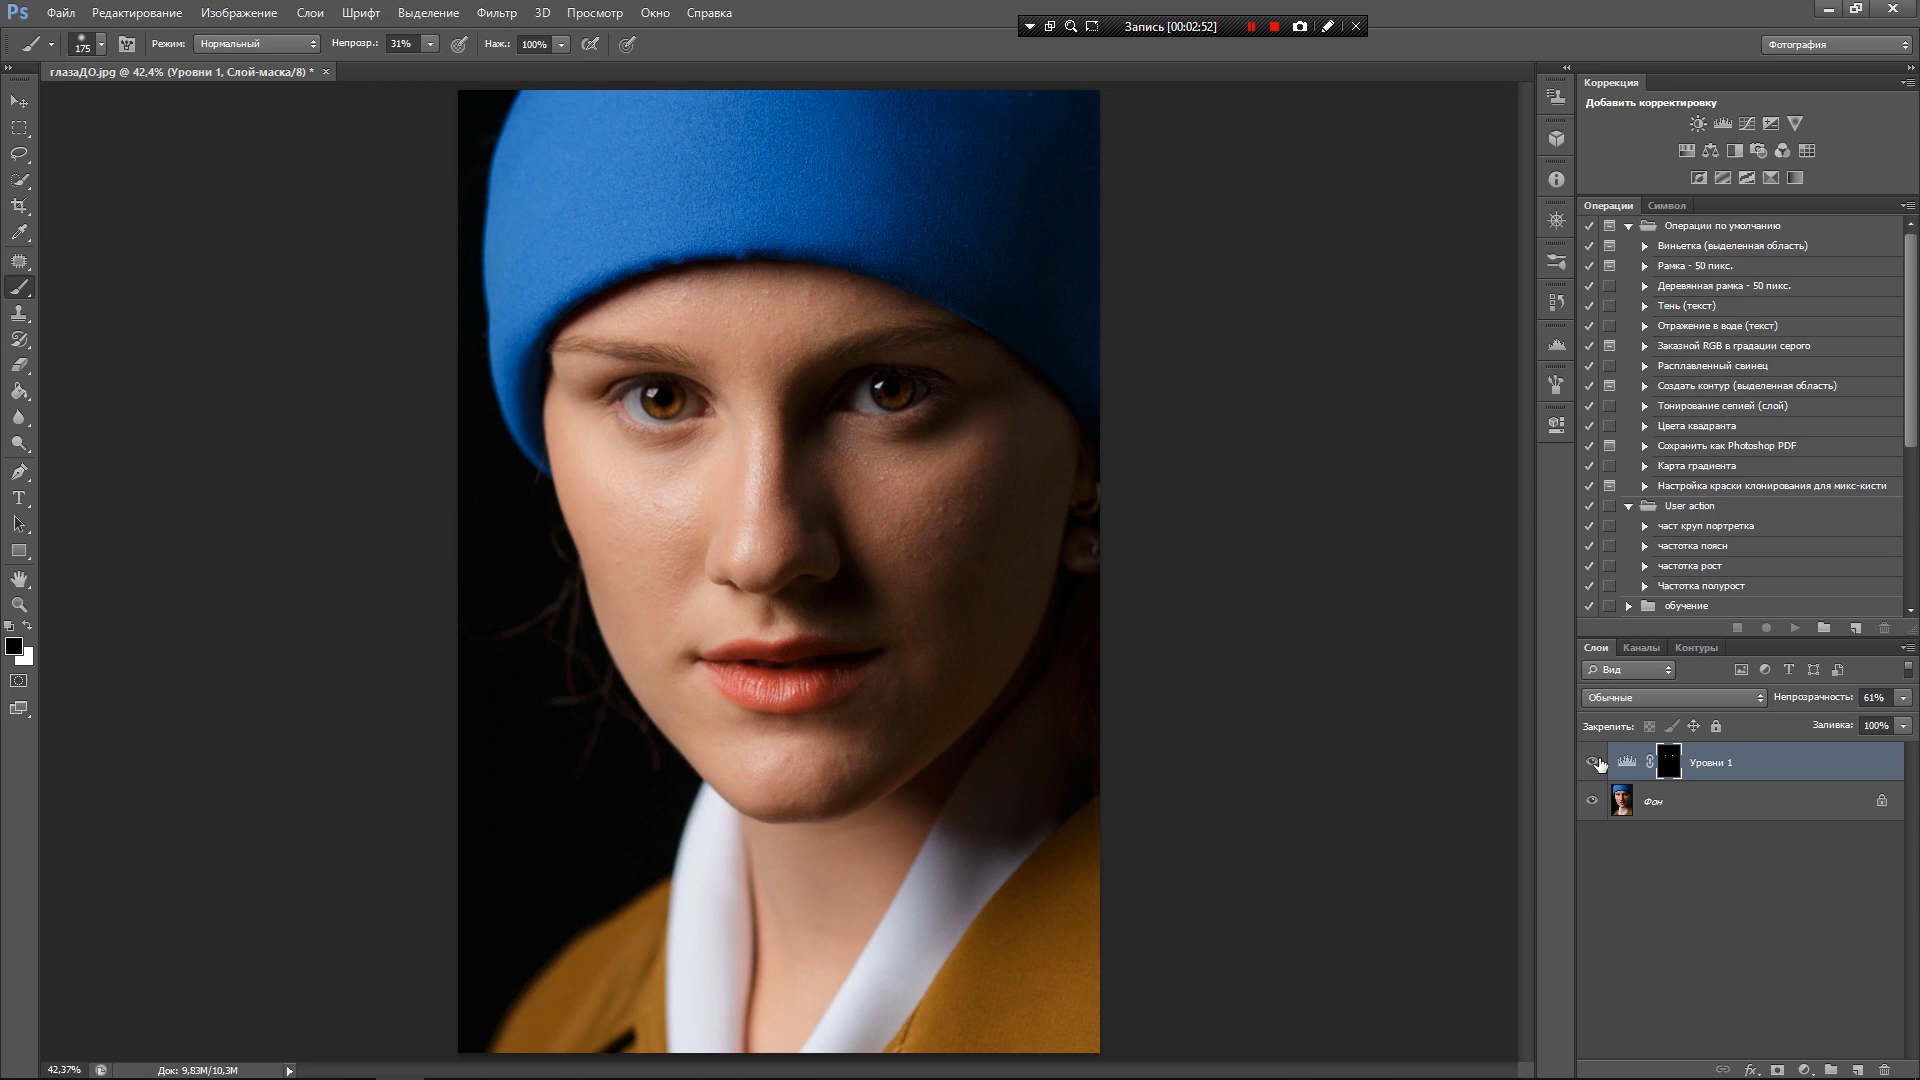 Ps Файл Редактирование Изображение Слои Шрифт Выделение Фильтр 3D Просмотр Окно Справка
Запись [00:02:52]
175 Режим: Нормальный Непрозр.: 31% Наж.: 100% Фотография
глазаДО.jpg @ 42,4% (Уровни 1, Слой-маска/8) *
Коррекция
Добавить корректировку
Операции Символ
Операции по умолчанию
Виньетка (выделенная область)
Рамка - 50 пикс.
Деревянная рамка - 50 пикс.
Тень (текст)
Отражение в воде (текст)
Заказной RGB в градации серого
Расплавленный свинец
Создать контур (выделенная область)
Тонирование сепией (слой)
Цвета квадранта
Сохранить как Photoshop PDF
Карта градиента
Настройка краски клонирования для микс-кисти
User action
част круп портретка
частотка поясн
частотка рост
Частотка полурост
обучение
Слои Каналы Контуры
Вид
Обычные Непрозрачность: 61%
Закрепить: Заливка: 100%
Уровни 1
Фон
42,37% Док: 9,83M/10,3M
fx